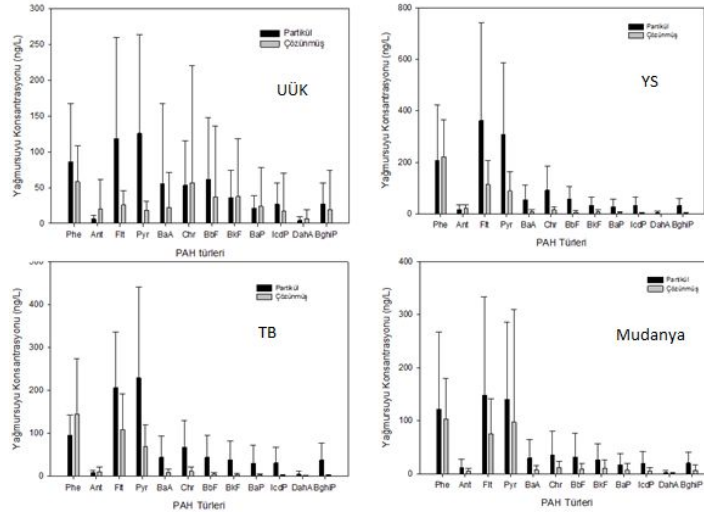 300
250
200
150
100
50
0
Yağmursuyu Konsantrasyonu (ng/L)
Partikül
Çözünmüş
UÜK
Phe Ant Flt Pyr BaA Chr BbF BkF BaP IcdP DahA BghiP
PAH türleri
800
600
400
200
0
Yağmursuyu Konsantrasyonu (ng/L)
Partikül
Çözünmüş
YS
Phe Ant Flt Pyr BaA Chr BbF BkF BaP IcdP DahA BghiP
PAH Türleri
500
400
300
200
100
0
Yağmursuyu Konsantrasyonu (ng/L)
Partikül
Çözünmüş
TB
Phe Ant Flt Pyr BaA Chr BbF BkF BaP IcdP DahA BghiP
PAH Türleri
400
300
200
100
0
Yağmursuyu Konsantrasyonu (ng/L)
Partikül
Çözünmüş
Mudanya
Phe Ant Flt Pyr BaA Chr BbF BkF BaP IcdP DahA BghiP
PAH Türleri